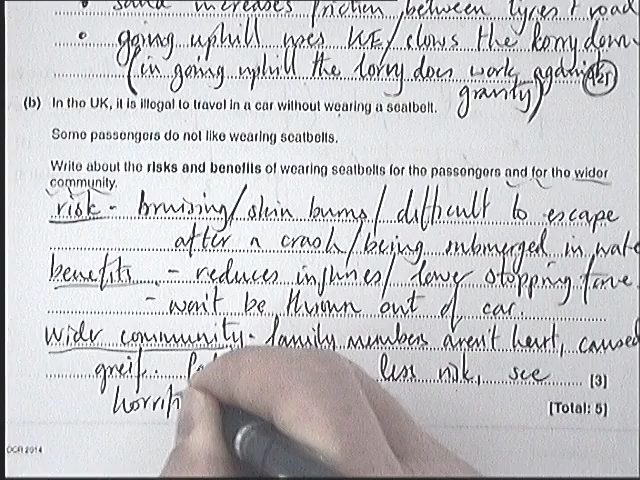 • sand increases friction between tyres & road
• going uphill uses KE/slows the lorry down
(in going uphill the lorry does work against gravity)
(b) In the UK, it is illegal to travel in a car without wearing a seatbelt.
Some passengers do not like wearing seatbelts.
Write about the risks and benefits of wearing seatbelts for the passengers and for the wider
community.
risk - bruising/skin burns/difficult to escape
after a crash/being submerged in wate
benefits - reduces injuries/lower stopping force
- won't be thrown out of car.
wider community - family members aren't heart, caused
greif. less risk, see [3]
[Total: 5]
OCR 2014